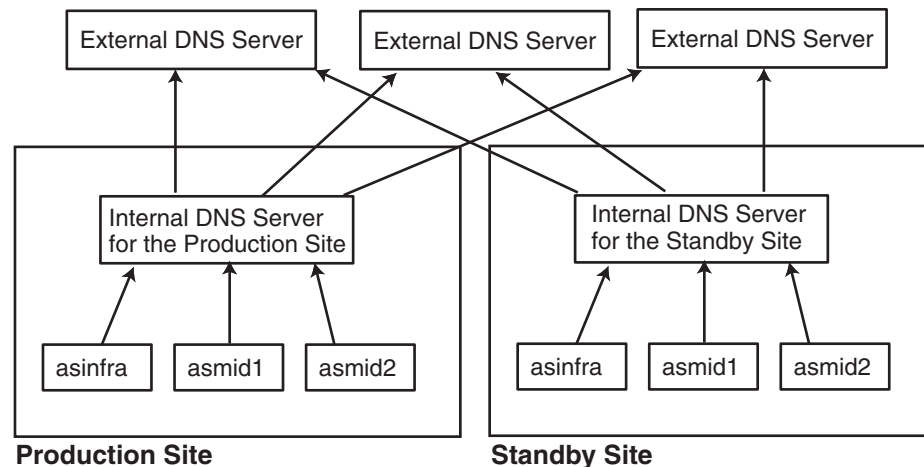 External DNS Server
External DNS Server
External DNS Server
Internal DNS Server
for the Production Site
Internal DNS Server
for the Standby Site
asinfra
asmid1
asmid2
asinfra
asmid1
asmid2
Production Site
Standby Site